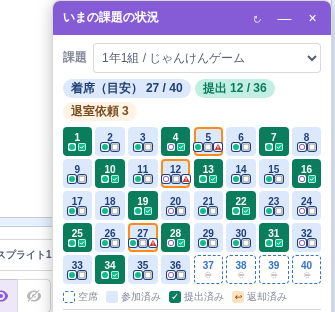 いまの課題の状況
課題 1年1組 / じゃんけんゲーム
着席（目安） 27 / 40 提出 12 / 36
退室依頼 3
1 2 3 4 5 6 7 8
9 10 11 12 13 14 15 16
17 18 19 20 21 22 23 24
スプライト1
25 26 27 28 29 30 31 32
33 34 35 36 37 38 39 40
空席 参加済み 提出済み 返却済み